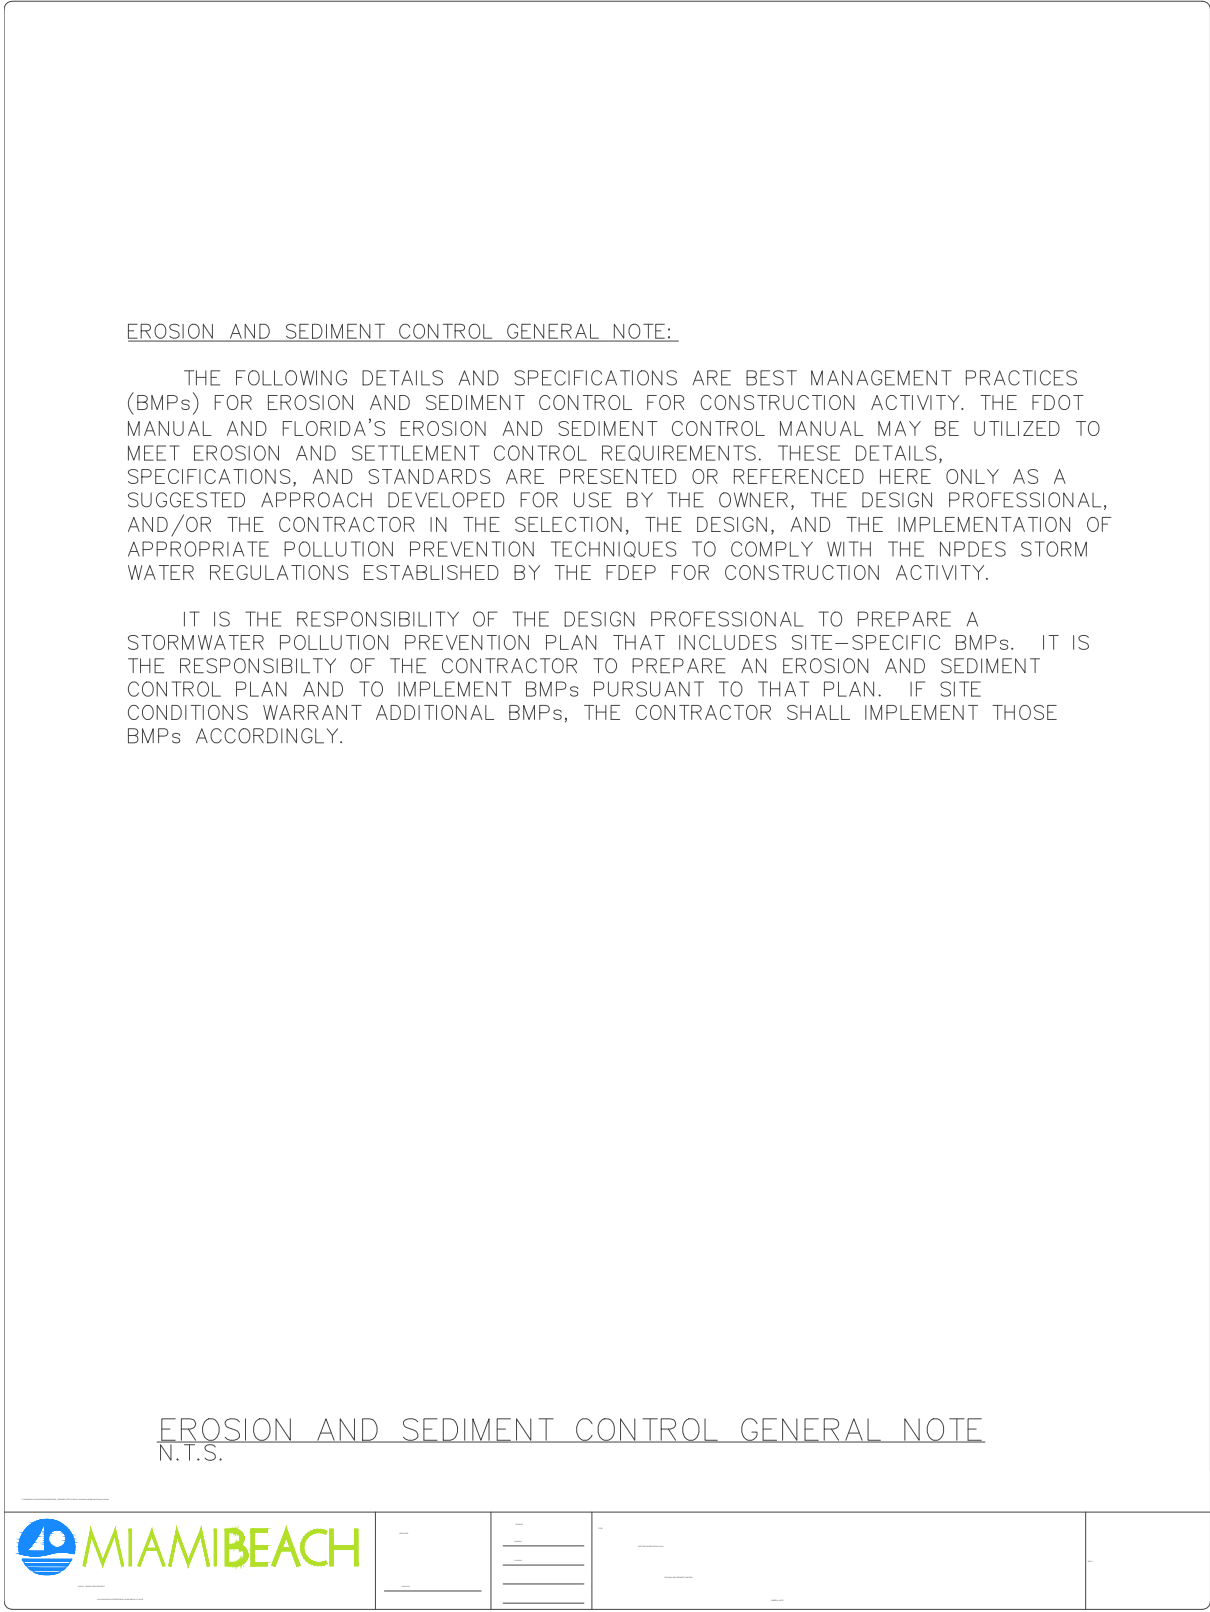 EROSION AND SEDIMENT CONTROL GENERAL NOTE:
THE FOLLOWING DETAILS AND SPECIFICATIONS ARE BEST MANAGEMENT PRACTICES
(BMPs) FOR EROSION AND SEDIMENT CONTROL FOR CONSTRUCTION ACTIVITY. THE FDOT
MANUAL AND FLORIDA'S EROSION AND SEDIMENT CONTROL MANUAL MAY BE UTILIZED TO
MEET EROSION AND SETTLEMENT CONTROL REQUIREMENTS. THESE DETAILS,
SPECIFICATIONS, AND STANDARDS ARE PRESENTED OR REFERENCED HERE ONLY AS A
SUGGESTED APPROACH DEVELOPED FOR USE BY THE OWNER, THE DESIGN PROFESSIONAL,
AND/OR THE CONTRACTOR IN THE SELECTION, THE DESIGN, AND THE IMPLEMENTATION OF
APPROPRIATE POLLUTION PREVENTION TECHNIQUES TO COMPLY WITH THE NPDES STORM
WATER REGULATIONS ESTABLISHED BY THE FDEP FOR CONSTRUCTION ACTIVITY.
IT IS THE RESPONSIBILITY OF THE DESIGN PROFESSIONAL TO PREPARE A
STORMWATER POLLUTION PREVENTION PLAN THAT INCLUDES SITE-SPECIFIC BMPs. IT IS
THE RESPONSIBILTY OF THE CONTRACTOR TO PREPARE AN EROSION AND SEDIMENT
CONTROL PLAN AND TO IMPLEMENT BMPs PURSUANT TO THAT PLAN. IF SITE
CONDITIONS WARRANT ADDITIONAL BMPs, THE CONTRACTOR SHALL IMPLEMENT THOSE
BMPs ACCORDINGLY.
EROSION AND SEDIMENT CONTROL GENERAL NOTE
N.T.S.
MIAMIBEACH